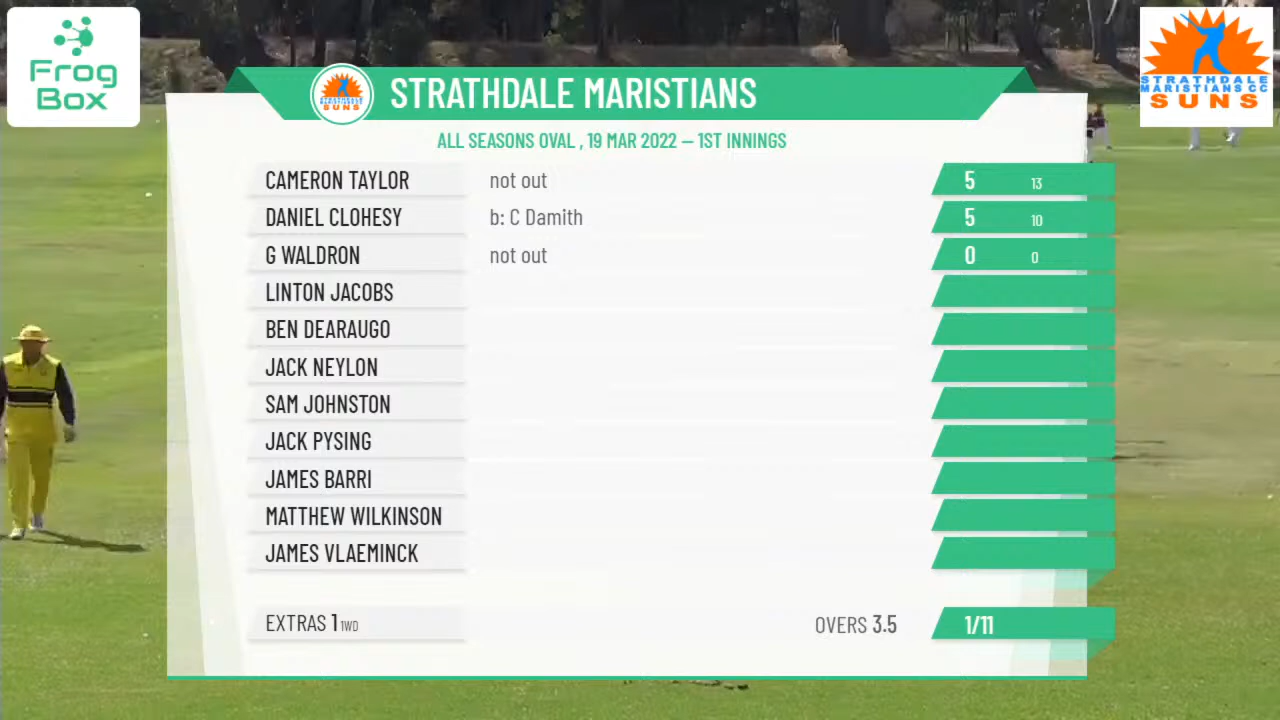 Frog
Box
STRATHDALE
MARISTIANS CC
SUNS
STRATHDALE MARISTIANS
SUNS
ALL SEASONS OVAL , 19 MAR 2022 – 1ST INNINGS
CAMERON TAYLOR not out 5 13
DANIEL CLOHESY b: C Damith 5 10
G WALDRON not out 0 0
LINTON JACOBS
BEN DEARAUGO
JACK NEYLON
SAM JOHNSTON
JACK PYSING
JAMES BARRI
MATTHEW WILKINSON
JAMES VLAEMINCK
EXTRAS 1 1WD OVERS 3.5 1/11